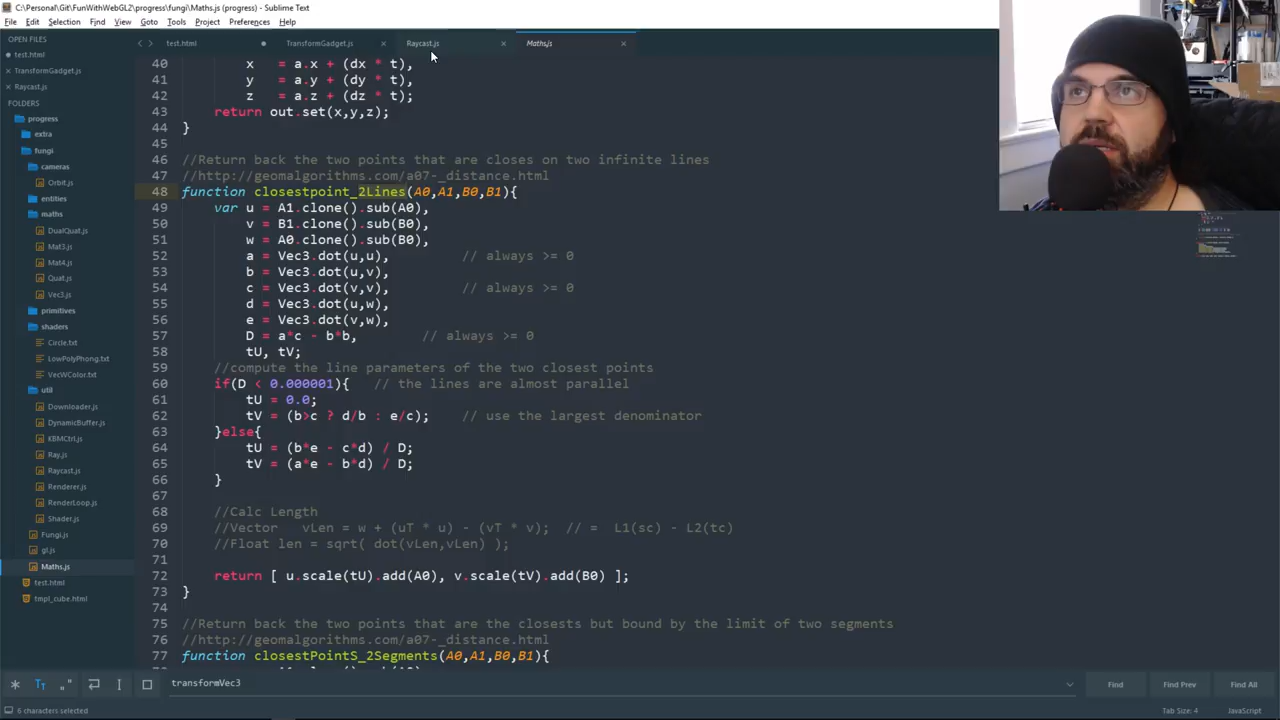 C:\Personal\Git\FunWithWebGL2\progress\fungi\Maths.js (progress) - Sublime Text
File Edit Selection Find View Goto Tools Project Preferences Help
OPEN FILES
test.html
TransformGadget.js
Raycast.js
FOLDERS
progress
extra
fungi
cameras
Orbit.js
entities
maths
DualQuat.js
Mat3.js
Mat4.js
Quat.js
Vec3.js
primitives
shaders
Circle.txt
LowPolyPhong.txt
VecWColor.txt
util
Downloader.js
DynamicBuffer.js
KBMCtrl.js
Ray.js
Raycast.js
Renderer.js
RenderLoop.js
Shader.js
Fungi.js
gl.js
Maths.js
test.html
tmpl_cube.html
test.html TransformGadget.js Raycast.js Maths.js
40 x = a.x + (dx * t),
41 y = a.y + (dy * t),
42 z = a.z + (dz * t);
43 return out.set(x,y,z);
44 }
45
46 //Return back the two points that are closes on two infinite lines
47 //http://geomalgorithms.com/a07-_distance.html
48 function closestpoint_2Lines(A0,A1,B0,B1){
49 var u = A1.clone().sub(A0),
50 v = B1.clone().sub(B0),
51 w = A0.clone().sub(B0),
52 a = Vec3.dot(u,u), // always >= 0
53 b = Vec3.dot(u,v),
54 c = Vec3.dot(v,v), // always >= 0
55 d = Vec3.dot(u,w),
56 e = Vec3.dot(v,w),
57 D = a*c - b*b, // always >= 0
58 tU, tV;
59 //compute the line parameters of the two closest points
60 if(D < 0.000001){ // the lines are almost parallel
61 tU = 0.0;
62 tV = (b>c ? d/b : e/c); // use the largest denominator
63 }else{
64 tU = (b*e - c*d) / D;
65 tV = (a*e - b*d) / D;
66 }
67
68 //Calc Length
69 //Vector vLen = w + (uT * u) - (vT * v); // = L1(sc) - L2(tc)
70 //Float len = sqrt( dot(vLen,vLen) );
71
72 return [ u.scale(tU).add(A0), v.scale(tV).add(B0) ];
73 }
74
75 //Return back the two points that are the closests but bound by the limit of two segments
76 //http://geomalgorithms.com/a07-_distance.html
77 function closestPointS_2Segments(A0,A1,B0,B1){
transformVec3
Find Find Prev Find All
6 characters selected
Tab Size: 4 JavaScript